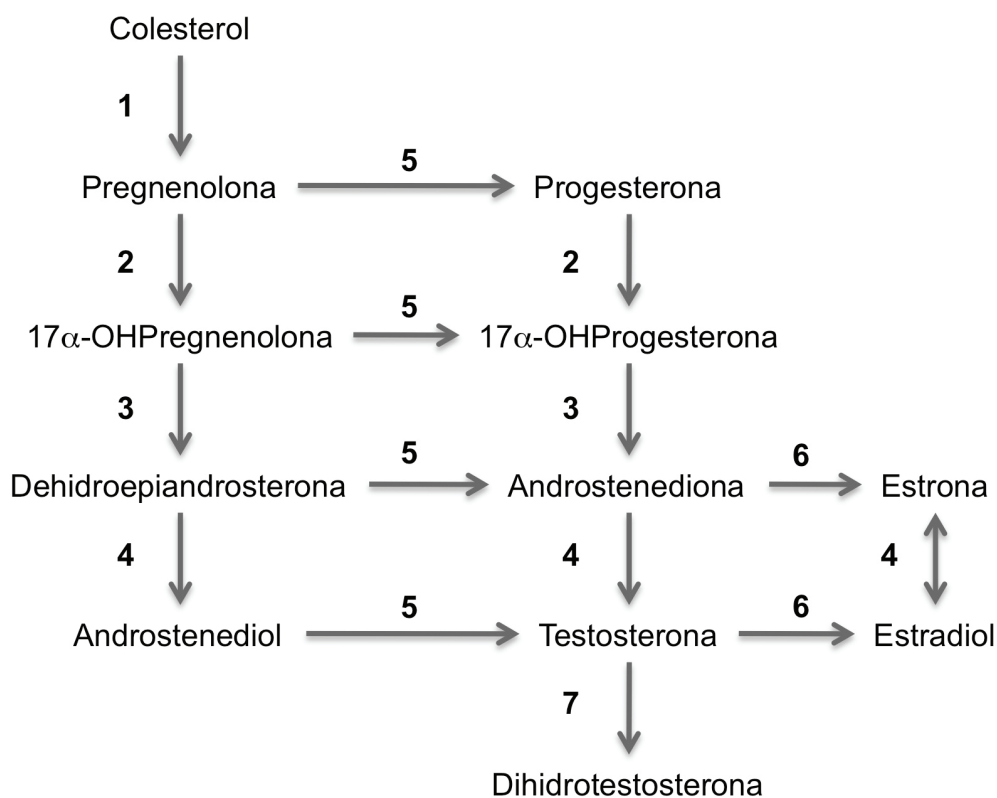 Colesterol
1
5
Pregnenolona Progesterona
2 2
5
17α-OHPregnenolona 17α-OHProgesterona
3 3
5 6
Dehidroepiandrosterona Androstenediona Estrona
4 4 4
5 6
Androstenediol Testosterona Estradiol
7
Dihidrotestosterona